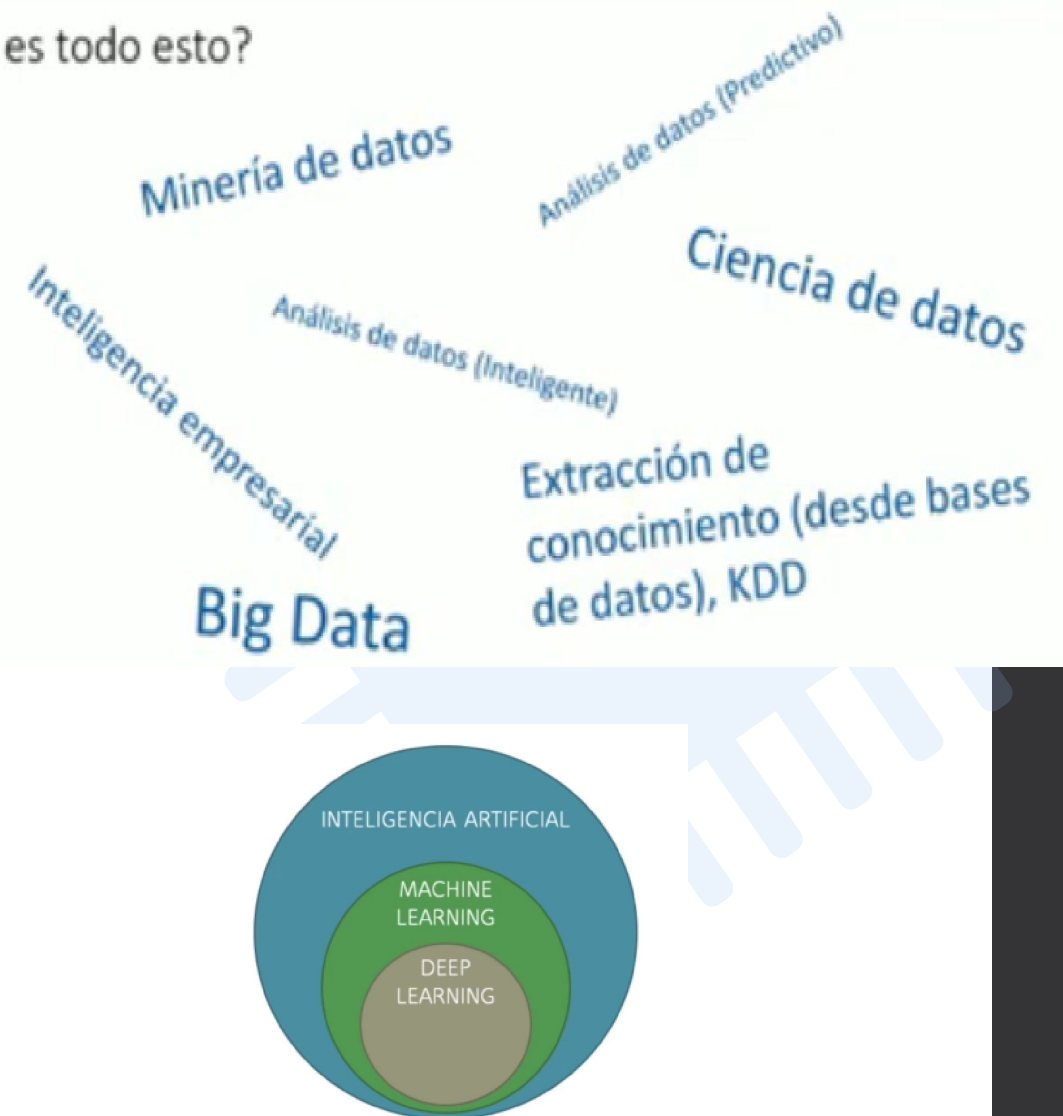 es todo esto?
Minería de datos
Análisis de datos (Predictivo)
Ciencia de datos
Inteligencia empresarial
Análisis de datos (Inteligente)
Extracción de
conocimiento (desde bases
de datos), KDD
Big Data
INTELIGENCIA ARTIFICIAL
MACHINE
LEARNING
DEEP
LEARNING